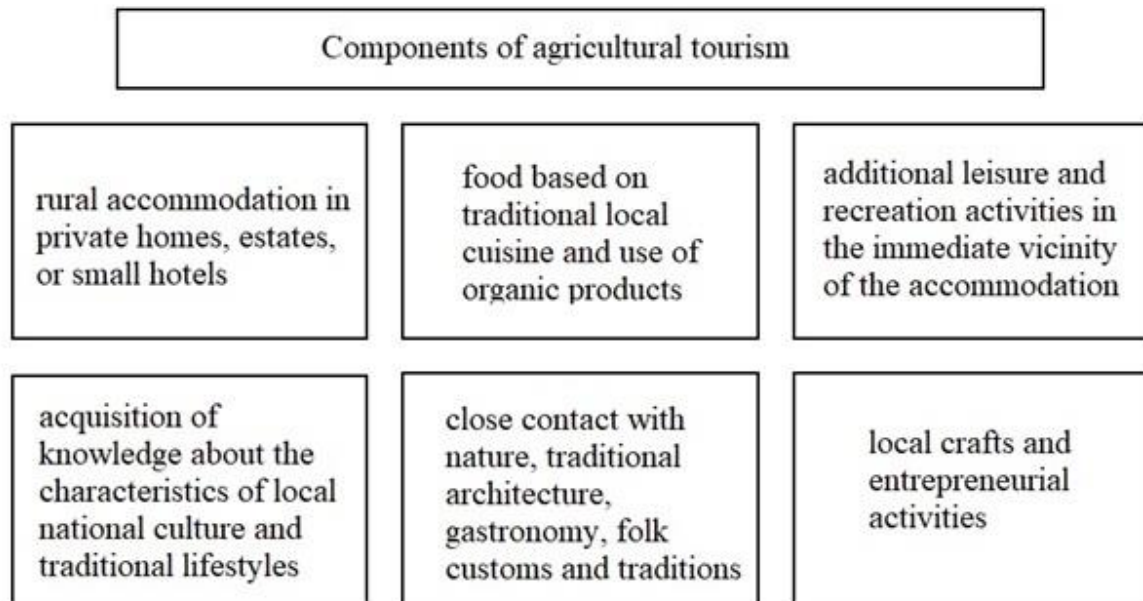 Components of agricultural tourism
rural accommodation in
private homes, estates,
or small hotels
food based on
traditional local
cuisine and use of
organic products
additional leisure and
recreation activities in
the immediate vicinity
of the accommodation
acquisition of
knowledge about the
characteristics of local
national culture and
traditional lifestyles
close contact with
nature, traditional
architecture,
gastronomy, folk
customs and traditions
local crafts and
entrepreneurial
activities